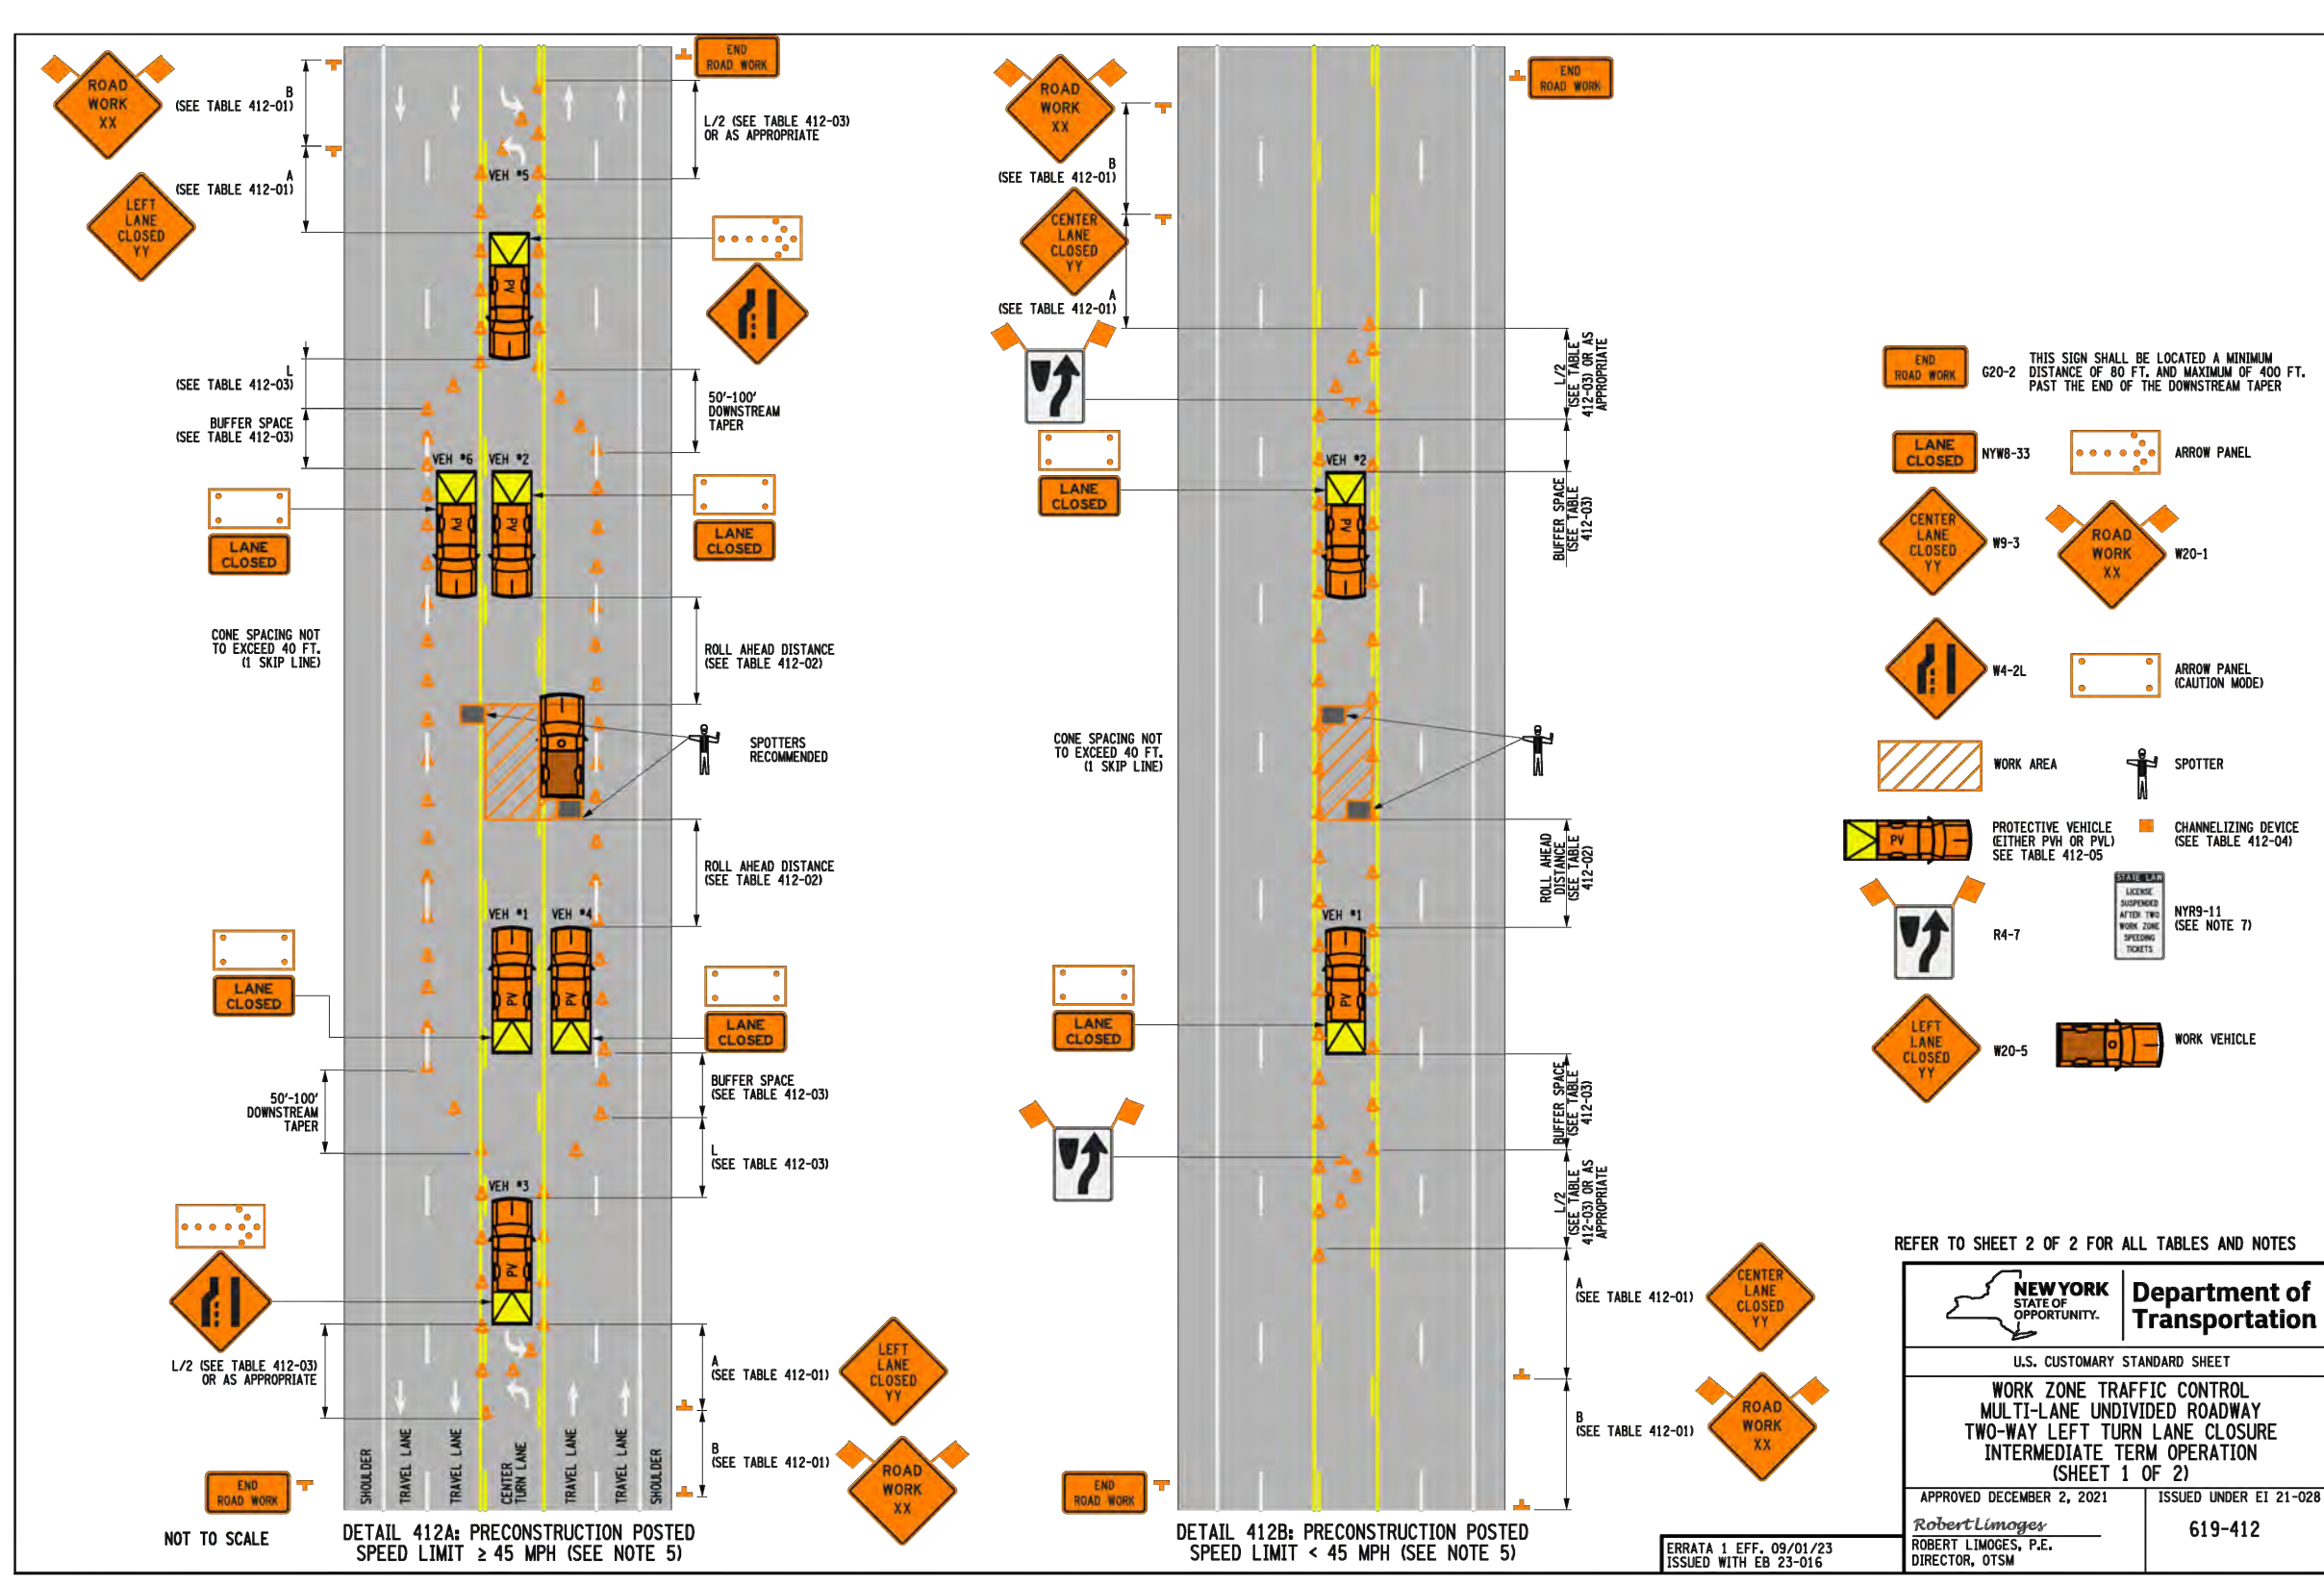 ROAD
WORK
XX
B
(SEE TABLE 412-01)
A
(SEE TABLE 412-01)
LEFT
LANE
CLOSED
YY
END
ROAD WORK
L/2 (SEE TABLE 412-03)
OR AS APPROPRIATE
VEH #5
PV
L
(SEE TABLE 412-03)
BUFFER SPACE
(SEE TABLE 412-03)
50'-100'
DOWNSTREAM
TAPER
VEH #6
VEH #2
PV
PV
LANE
CLOSED
LANE
CLOSED
CONE SPACING NOT
TO EXCEED 40 FT.
(1 SKIP LINE)
ROLL AHEAD DISTANCE
(SEE TABLE 412-02)
SPOTTERS
RECOMMENDED
ROLL AHEAD DISTANCE
(SEE TABLE 412-02)
VEH #1
VEH #4
PV
PV
LANE
CLOSED
LANE
CLOSED
BUFFER SPACE
(SEE TABLE 412-03)
50'-100'
DOWNSTREAM
TAPER
L
(SEE TABLE 412-03)
VEH #3
PV
L/2 (SEE TABLE 412-03)
OR AS APPROPRIATE
A
(SEE TABLE 412-01)
LEFT
LANE
CLOSED
YY
B
(SEE TABLE 412-01)
ROAD
WORK
XX
END
ROAD WORK
SHOULDER
TRAVEL LANE
TRAVEL LANE
CENTER
TURN LANE
TRAVEL LANE
TRAVEL LANE
SHOULDER
NOT TO SCALE
DETAIL 412A: PRECONSTRUCTION POSTED
SPEED LIMIT ≥ 45 MPH (SEE NOTE 5)
ROAD
WORK
XX
B
(SEE TABLE 412-01)
CENTER
LANE
CLOSED
YY
A
(SEE TABLE 412-01)
END
ROAD WORK
L/2
(SEE TABLE
412-03) OR AS
APPROPRIATE
LANE
CLOSED
VEH #2
PV
BUFFER SPACE
(SEE TABLE
412-03)
CONE SPACING NOT
TO EXCEED 40 FT.
(1 SKIP LINE)
ROLL AHEAD
DISTANCE
(SEE TABLE
412-02)
VEH #1
PV
LANE
CLOSED
BUFFER SPACE
(SEE TABLE
412-03)
L/2
(SEE TABLE
412-03) OR AS
APPROPRIATE
A
(SEE TABLE 412-01)
CENTER
LANE
CLOSED
YY
B
(SEE TABLE 412-01)
ROAD
WORK
XX
END
ROAD WORK
DETAIL 412B: PRECONSTRUCTION POSTED
SPEED LIMIT < 45 MPH (SEE NOTE 5)
END
ROAD WORK
G20-2
THIS SIGN SHALL BE LOCATED A MINIMUM
DISTANCE OF 80 FT. AND MAXIMUM OF 400 FT.
PAST THE END OF THE DOWNSTREAM TAPER
LANE
CLOSED
NYW8-33
ARROW PANEL
CENTER
LANE
CLOSED
YY
W9-3
ROAD
WORK
XX
W20-1
W4-2L
ARROW PANEL
(CAUTION MODE)
WORK AREA
SPOTTER
PV
PROTECTIVE VEHICLE
(EITHER PVH OR PVL)
SEE TABLE 412-05
CHANNELIZING DEVICE
(SEE TABLE 412-04)
R4-7
STATE LAW
LICENSE
SUSPENDED
AFTER TWO
WORK ZONE
SPEEDING
TICKETS
NYR9-11
(SEE NOTE 7)
LEFT
LANE
CLOSED
YY
W20-5
WORK VEHICLE
REFER TO SHEET 2 OF 2 FOR ALL TABLES AND NOTES
NEW YORK
STATE OF
OPPORTUNITY.
Department of
Transportation
U.S. CUSTOMARY STANDARD SHEET
WORK ZONE TRAFFIC CONTROL
MULTI-LANE UNDIVIDED ROADWAY
TWO-WAY LEFT TURN LANE CLOSURE
INTERMEDIATE TERM OPERATION
(SHEET 1 OF 2)
APPROVED DECEMBER 2, 2021
Robert Limoges
ROBERT LIMOGES, P.E.
DIRECTOR, OTSM
ISSUED UNDER EI 21-028
619-412
ERRATA 1 EFF. 09/01/23
ISSUED WITH EB 23-016